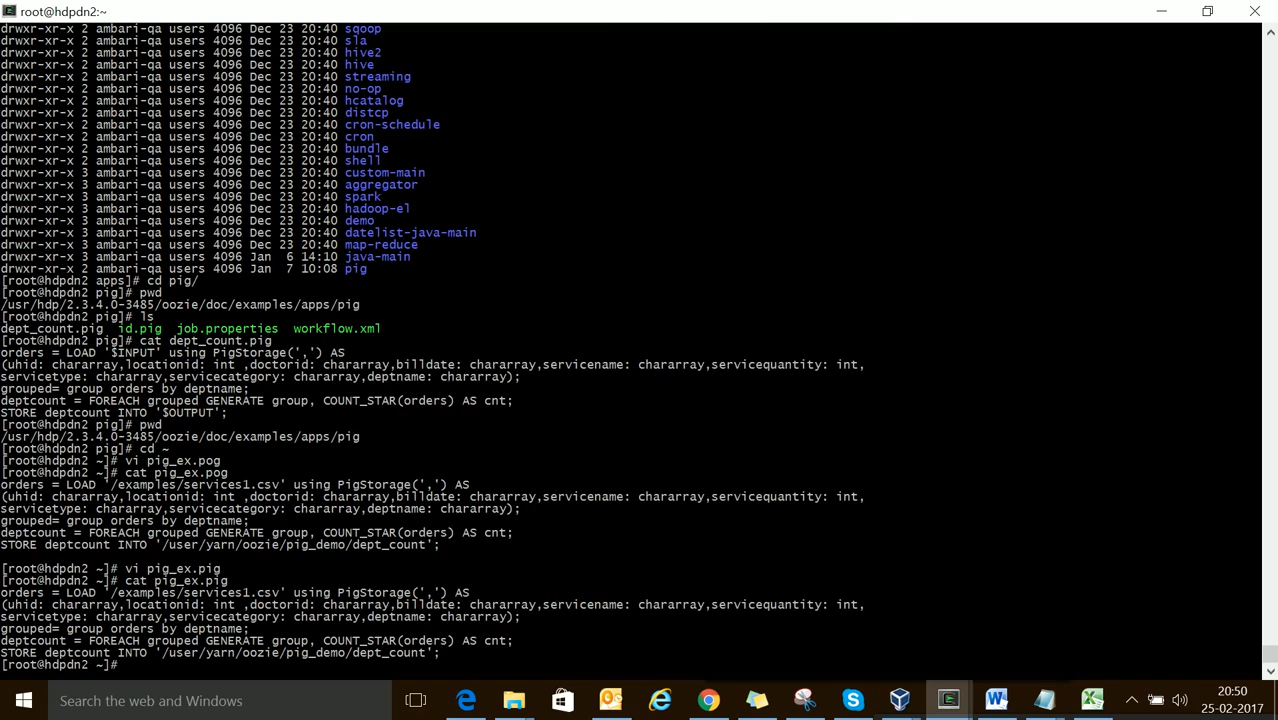 root@hdpdn2:~
drwxr-xr-x 2 ambari-qa users 4096 Dec 23 20:40 sqoop
drwxr-xr-x 2 ambari-qa users 4096 Dec 23 20:40 sla
drwxr-xr-x 2 ambari-qa users 4096 Dec 23 20:40 hive2
drwxr-xr-x 2 ambari-qa users 4096 Dec 23 20:40 hive
drwxr-xr-x 2 ambari-qa users 4096 Dec 23 20:40 streaming
drwxr-xr-x 2 ambari-qa users 4096 Dec 23 20:40 no-op
drwxr-xr-x 2 ambari-qa users 4096 Dec 23 20:40 hcatalog
drwxr-xr-x 2 ambari-qa users 4096 Dec 23 20:40 distcp
drwxr-xr-x 2 ambari-qa users 4096 Dec 23 20:40 cron-schedule
drwxr-xr-x 2 ambari-qa users 4096 Dec 23 20:40 cron
drwxr-xr-x 2 ambari-qa users 4096 Dec 23 20:40 bundle
drwxr-xr-x 2 ambari-qa users 4096 Dec 23 20:40 shell
drwxr-xr-x 3 ambari-qa users 4096 Dec 23 20:40 custom-main
drwxr-xr-x 3 ambari-qa users 4096 Dec 23 20:40 aggregator
drwxr-xr-x 3 ambari-qa users 4096 Dec 23 20:40 spark
drwxr-xr-x 3 ambari-qa users 4096 Dec 23 20:40 hadoop-el
drwxr-xr-x 3 ambari-qa users 4096 Dec 23 20:40 demo
drwxr-xr-x 3 ambari-qa users 4096 Dec 23 20:40 datelist-java-main
drwxr-xr-x 3 ambari-qa users 4096 Dec 23 20:40 map-reduce
drwxr-xr-x 3 ambari-qa users 4096 Jan  6 14:10 java-main
drwxr-xr-x 2 ambari-qa users 4096 Jan  7 10:08 pig
[root@hdpdn2 apps]# cd pig/
[root@hdpdn2 pig]# pwd
/usr/hdp/2.3.4.0-3485/oozie/doc/examples/apps/pig
[root@hdpdn2 pig]# ls
dept_count.pig  id.pig  job.properties  workflow.xml
[root@hdpdn2 pig]# cat dept_count.pig
orders = LOAD '$INPUT' using PigStorage(',') AS
(uhid: chararray,locationid: int ,doctorid: chararray,billdate: chararray,servicename: chararray,servicequantity: int,
servicetype: chararray,servicecategory: chararray,deptname: chararray);
grouped= group orders by deptname;
deptcount = FOREACH grouped GENERATE group, COUNT_STAR(orders) AS cnt;
STORE deptcount INTO '$OUTPUT';
[root@hdpdn2 pig]# pwd
/usr/hdp/2.3.4.0-3485/oozie/doc/examples/apps/pig
[root@hdpdn2 pig]# cd ~
[root@hdpdn2 ~]# vi pig_ex.pog
[root@hdpdn2 ~]# cat pig_ex.pog
orders = LOAD '/examples/services1.csv' using PigStorage(',') AS
(uhid: chararray,locationid: int ,doctorid: chararray,billdate: chararray,servicename: chararray,servicequantity: int,
servicetype: chararray,servicecategory: chararray,deptname: chararray);
grouped= group orders by deptname;
deptcount = FOREACH grouped GENERATE group, COUNT_STAR(orders) AS cnt;
STORE deptcount INTO '/user/yarn/oozie/pig_demo/dept_count';
[root@hdpdn2 ~]# vi pig_ex.pig
[root@hdpdn2 ~]# cat pig_ex.pig
orders = LOAD '/examples/services1.csv' using PigStorage(',') AS
(uhid: chararray,locationid: int ,doctorid: chararray,billdate: chararray,servicename: chararray,servicequantity: int,
servicetype: chararray,servicecategory: chararray,deptname: chararray);
grouped= group orders by deptname;
deptcount = FOREACH grouped GENERATE group, COUNT_STAR(orders) AS cnt;
STORE deptcount INTO '/user/yarn/oozie/pig_demo/dept_count';
[root@hdpdn2 ~]#
Search the web and Windows
20:50
25-02-2017